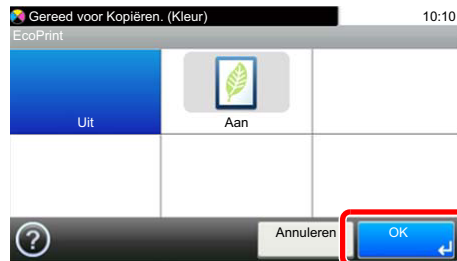 Gereed voor Kopiëren. (Kleur) 10:10
EcoPrint
Uit Aan
? Annuleren OK